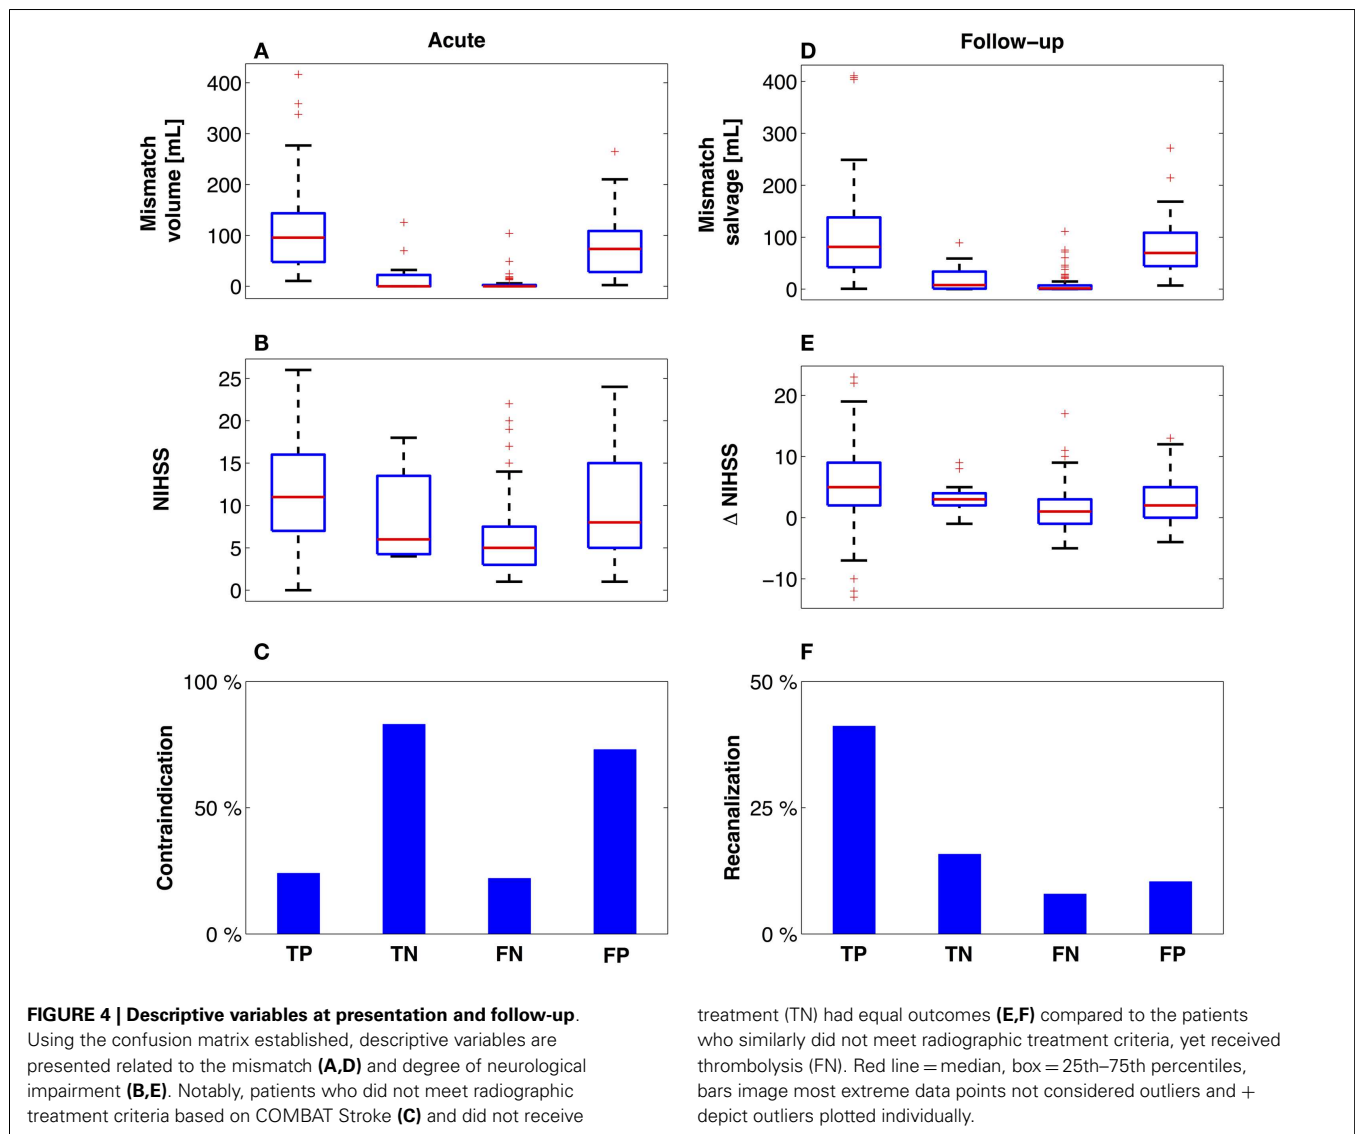 Acute
A
Mismatch
volume [mL]
400
300
200
100
0
B
NIHSS
25
20
15
10
5
0
C
Contraindication
100 %
50 %
0 %
TP
TN
FN
FP
Follow–up
D
Mismatch
salvage [mL]
400
300
200
100
0
E
Δ NIHSS
20
10
0
−10
F
Recanalization
50 %
25 %
0 %
TP
TN
FN
FP
FIGURE 4 | Descriptive variables at presentation and follow-up.
Using the confusion matrix established, descriptive variables are
presented related to the mismatch (A,D) and degree of neurological
impairment (B,E). Notably, patients who did not meet radiographic
treatment criteria based on COMBAT Stroke (C) and did not receive
treatment (TN) had equal outcomes (E,F) compared to the patients
who similarly did not meet radiographic treatment criteria, yet received
thrombolysis (FN). Red line = median, box = 25th–75th percentiles,
bars image most extreme data points not considered outliers and +
depict outliers plotted individually.